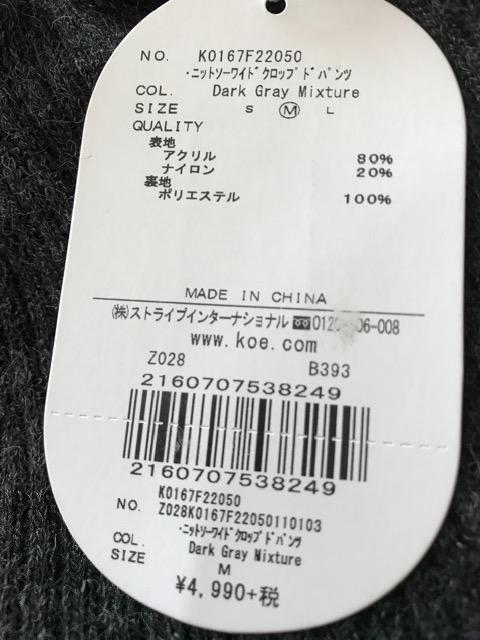 NO. K0167F22050
・ニットソーワイドクロップドパンツ
COL. Dark Gray Mixture
SIZE S M L
QUALITY
表地
アクリル 80%
ナイロン 20%
裏地
ポリエステル 100%
MADE IN CHINA
㈱ストライプインターナショナル 012 06-008
www.koe.com
Z028 B393
2160707538249
2160707538249
K0167F22050
NO. Z028K0167F22050110103
・ニットソーワイドクロップドパンツ
COL. Dark Gray Mixture
SIZE M
¥4,990+税